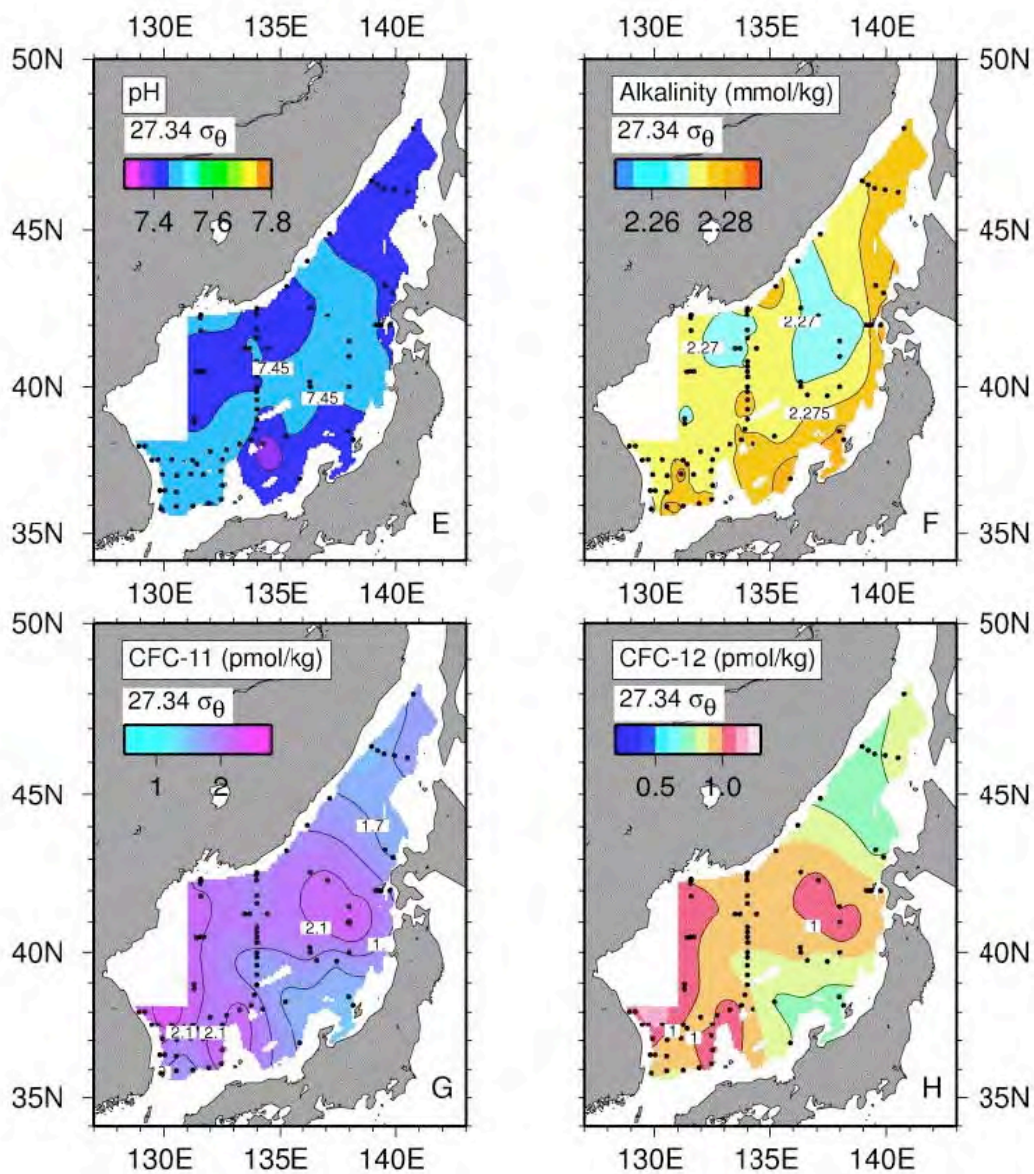 130E 135E 140E 130E 135E 140E
50N 50N
pH Alkalinity (mmol/kg)
27.34 σθ 27.34 σθ
7.4 7.6 7.8 2.26 2.28
45N 45N
2.27
2.27
7.45
40N 40N
7.45 2.275
35N E F 35N
130E 135E 140E 130E 135E 140E
50N 50N
CFC-11 (pmol/kg) CFC-12 (pmol/kg)
27.34 σθ 27.34 σθ
1 2 0.5 1.0
45N 45N
1.7
2.1 1
1
40N 40N
2.1 2.1 1 1
35N G H 35N
130E 135E 140E 130E 135E 140E